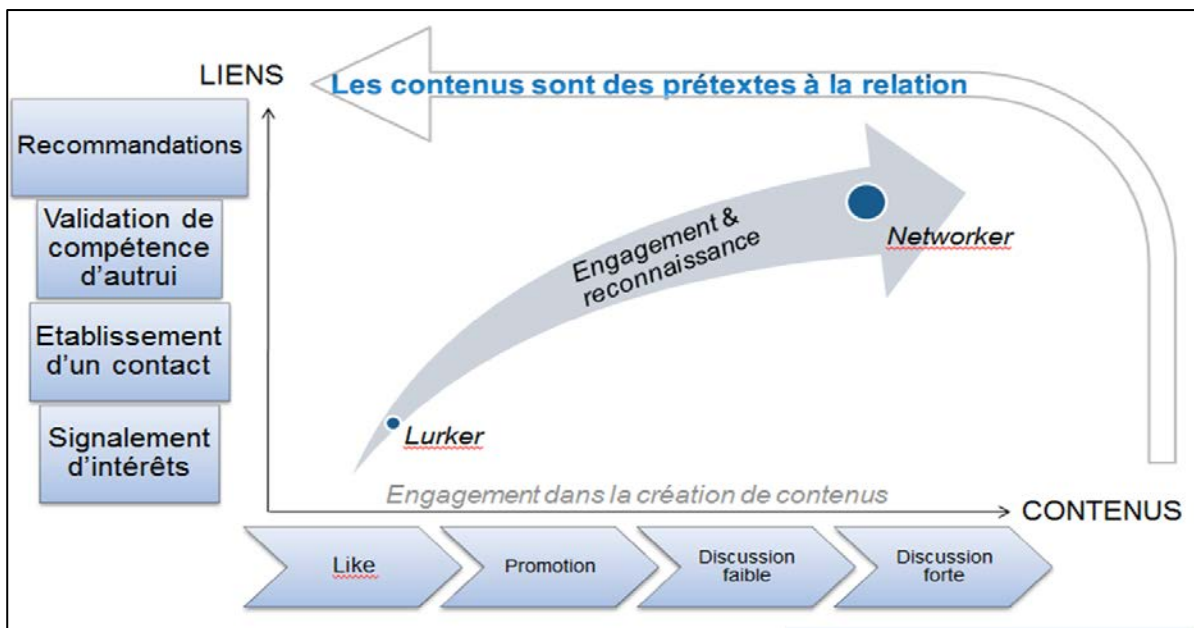 LIENS
Les contenus sont des prétextes à la relation
Recommandations
Validation de
compétence
d'autrui
Etablissement
d'un contact
Signalement
d'intérêts
Engagement &
reconnaissance
Networker
Lurker
Engagement dans la création de contenus
CONTENUS
Like
Promotion
Discussion
faible
Discussion
forte